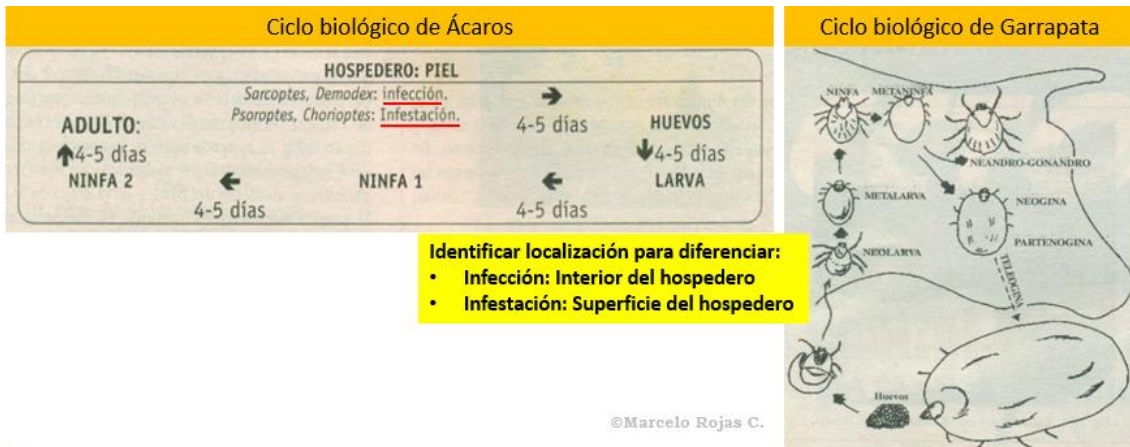 Ciclo biológico de Ácaros
HOSPEDERO: PIEL
Sarcoptes, Demodex: infección.
Psoroptes, Chorioptes: Infestación.
4-5 días
ADULTO:
HUEVOS
4-5 días
4-5 días
NINFA 2
NINFA 1
LARVA
4-5 días
4-5 días
Identificar localización para diferenciar:
• Infección: Interior del hospedero
• Infestación: Superficie del hospedero
©Marcelo Rojas C.
Ciclo biológico de Garrapata
NINFA METANINFA
NEANDRO-GONANDRO
METALARVA
NEOGINA
PARTENOGINA
NEOLARVA
TELEOGINA
Huevos